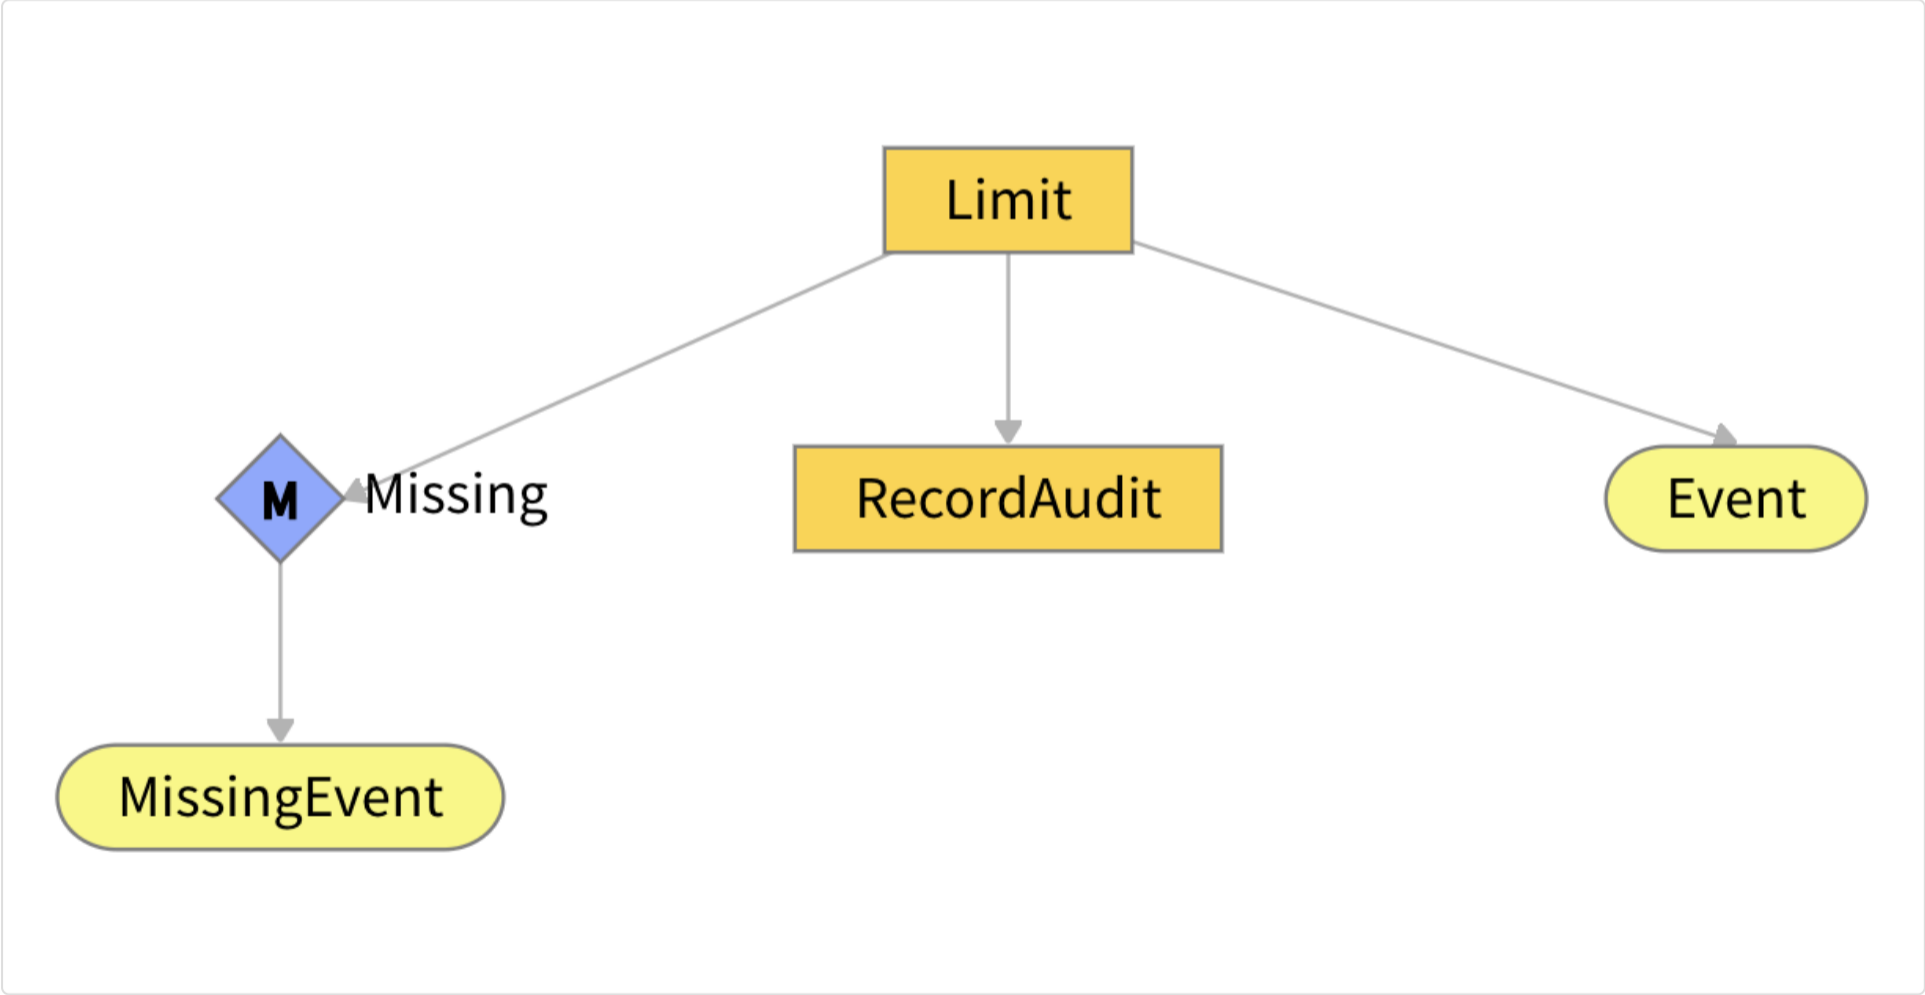 Limit
M
Missing
RecordAudit
Event
MissingEvent